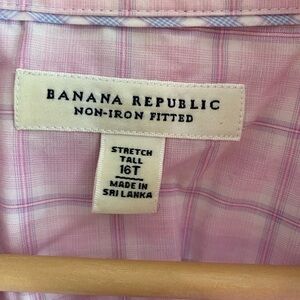 BANANA REPUBLIC
NON-IRON FITTED
STRETCH
TALL
16T
MADE IN
SRI LANKA